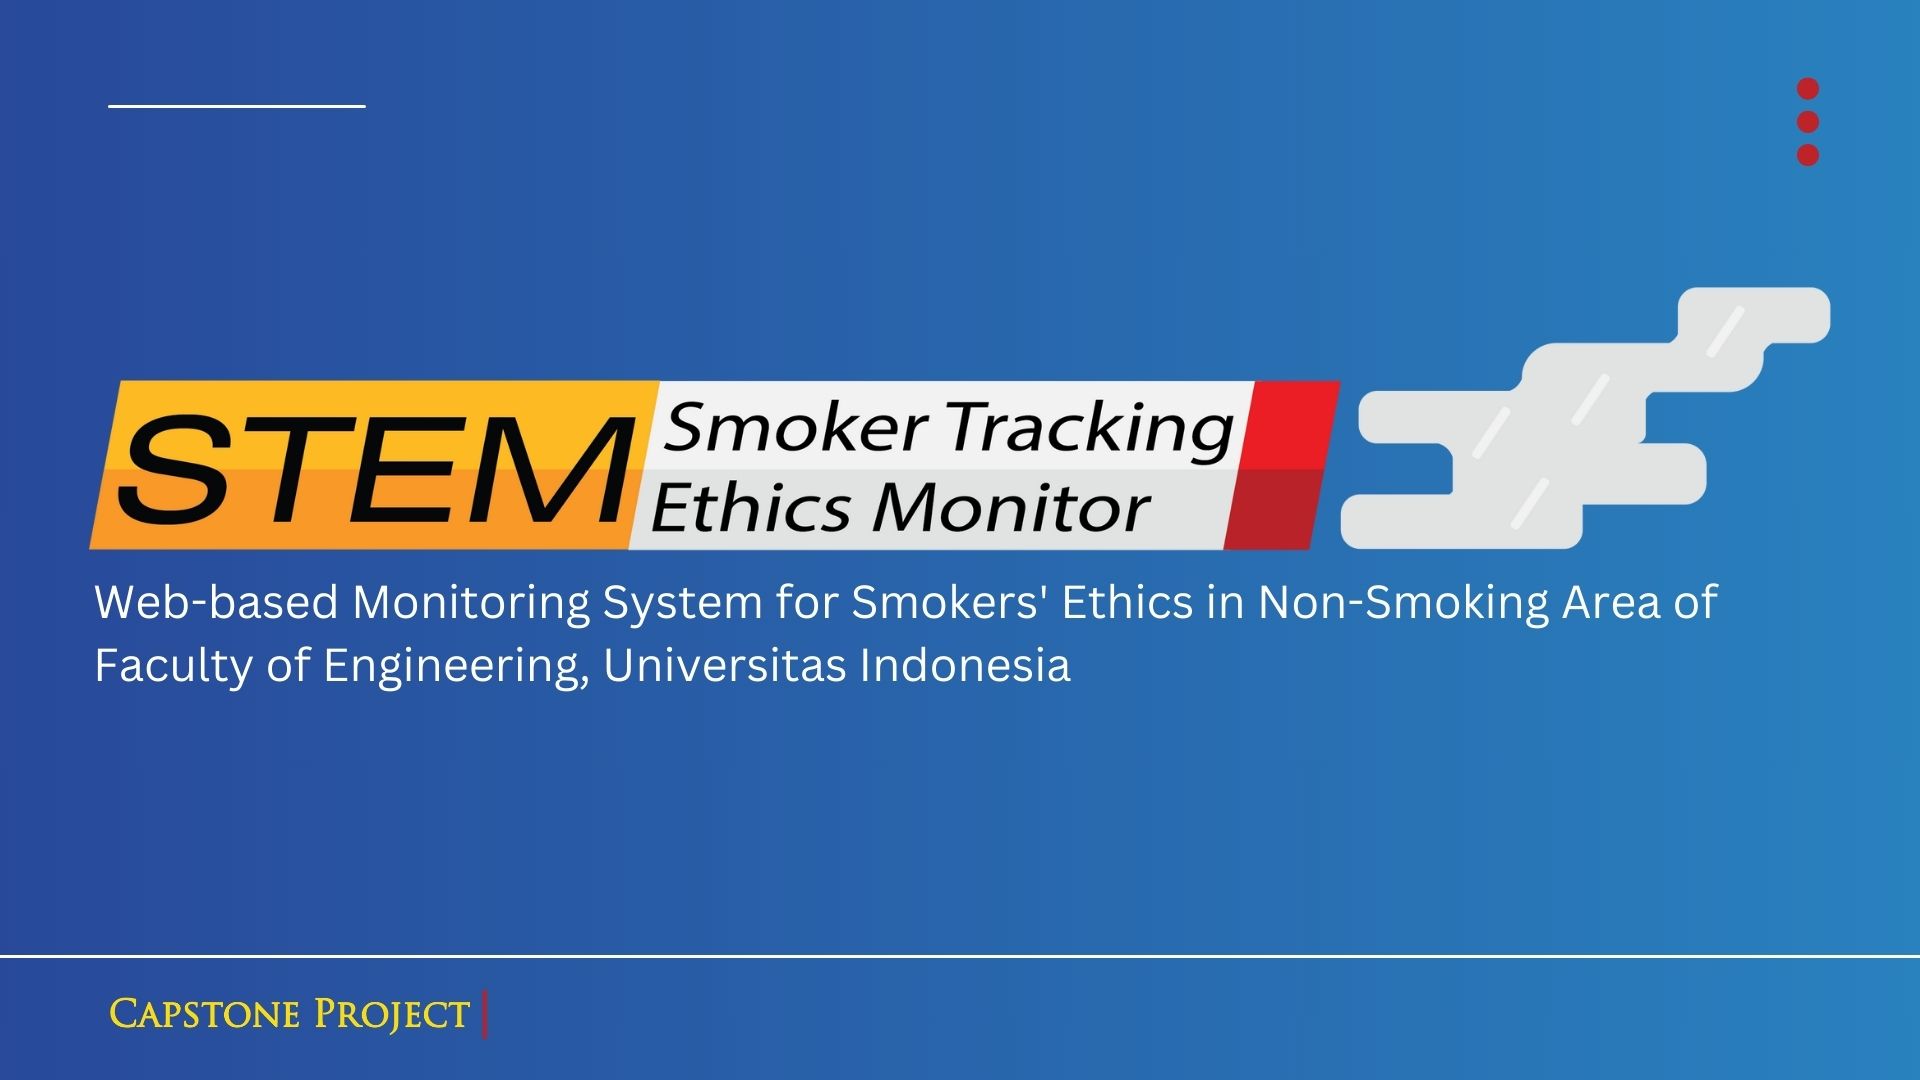 STEM
Smoker Tracking
Ethics Monitor
Web-based Monitoring System for Smokers' Ethics in Non-Smoking Area of
Faculty of Engineering, Universitas Indonesia
Capstone Project